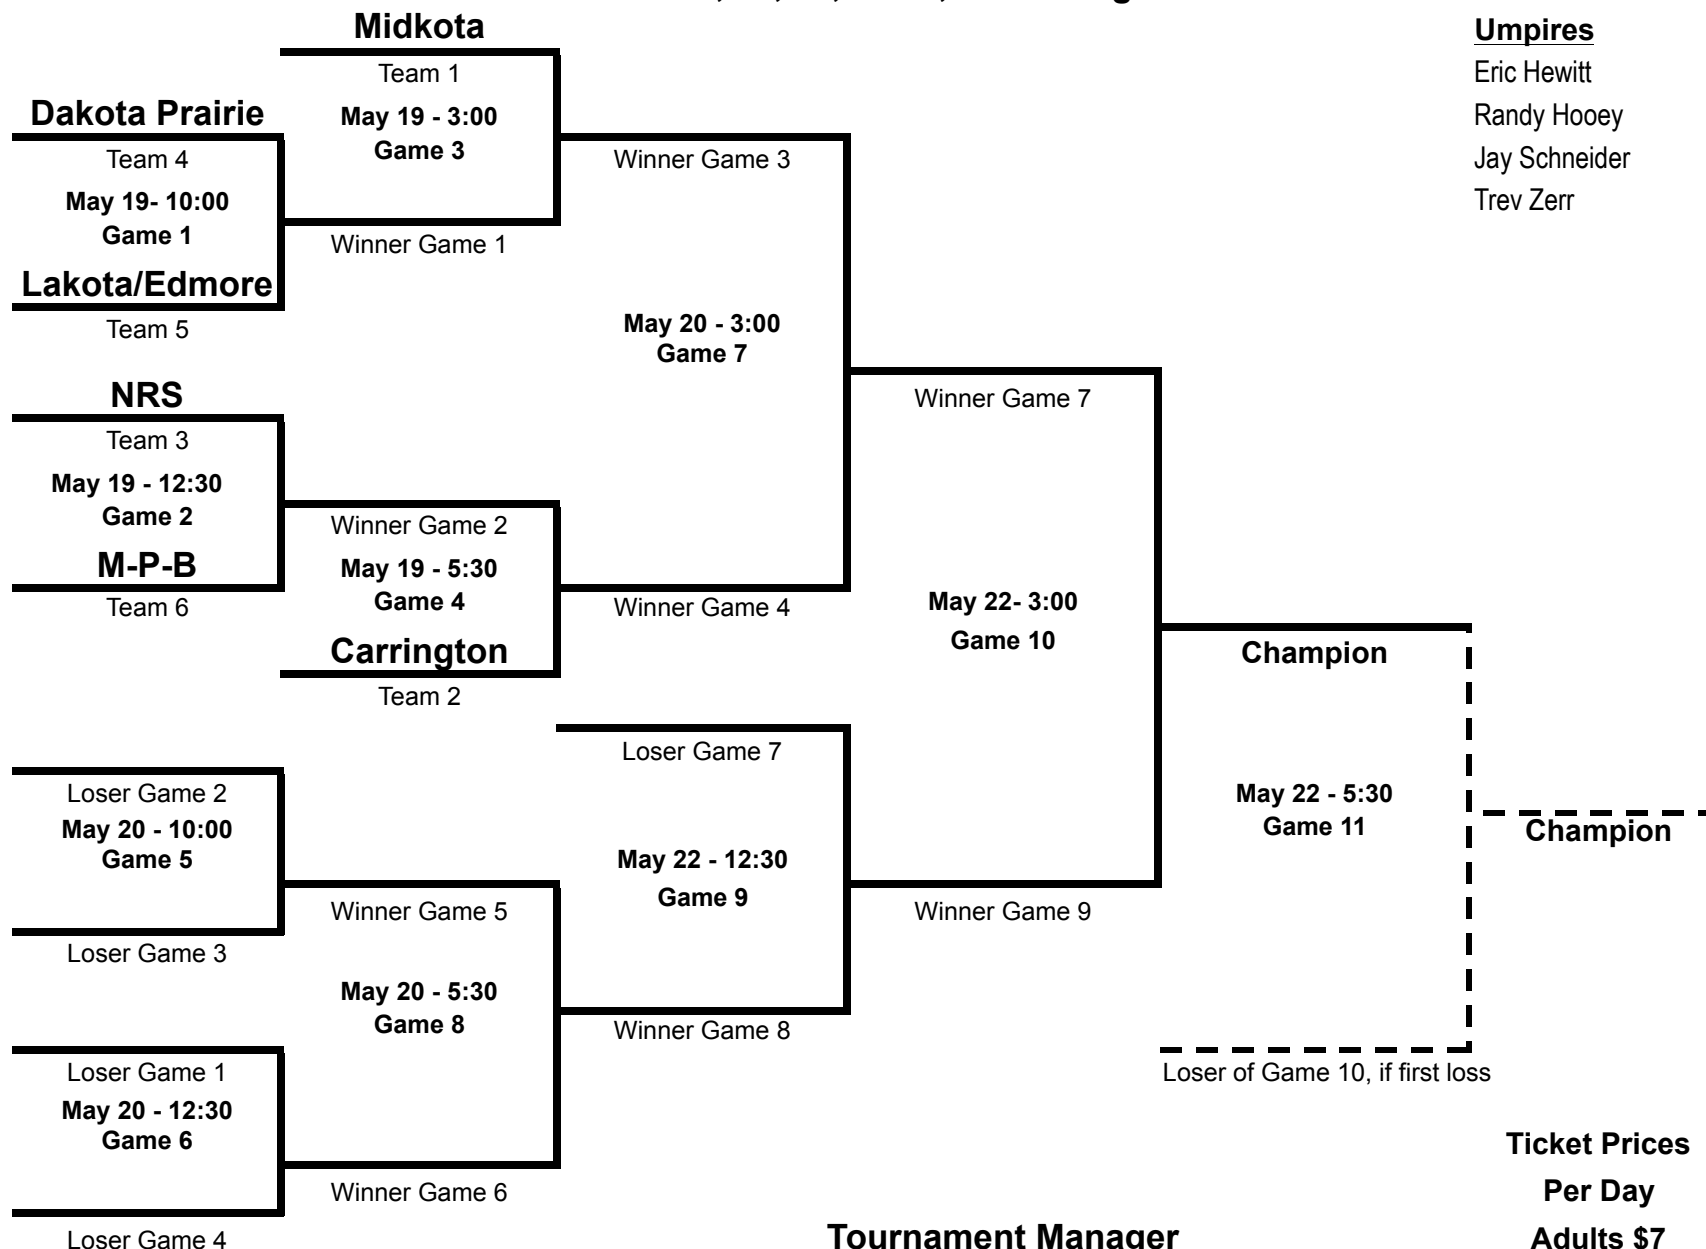 Midkota
Team 1
May 19 - 3:00
Game 3
Dakota Prairie
Team 4
May 19- 10:00
Game 1
Lakota/Edmore
Team 5
Winner Game 1
Winner Game 3
NRS
Team 3
May 19 - 12:30
Game 2
M-P-B
Team 6
Winner Game 2
May 19 - 5:30
Game 4
Carrington
Team 2
Winner Game 4
May 20 - 3:00
Game 7
Winner Game 7
Loser Game 2
May 20 - 10:00
Game 5
Loser Game 3
Winner Game 5
May 20 - 5:30
Game 8
Loser Game 1
May 20 - 12:30
Game 6
Loser Game 4
Winner Game 6
Loser Game 7
May 22 - 12:30
Game 9
Winner Game 8
Winner Game 9
May 22- 3:00
Game 10
Champion
May 22 - 5:30
Game 11
Loser of Game 10, if first loss
Champion
Umpires
Eric Hewitt
Randy Hooey
Jay Schneider
Trev Zerr
Tournament Manager
Ticket Prices
Per Day
Adults $7